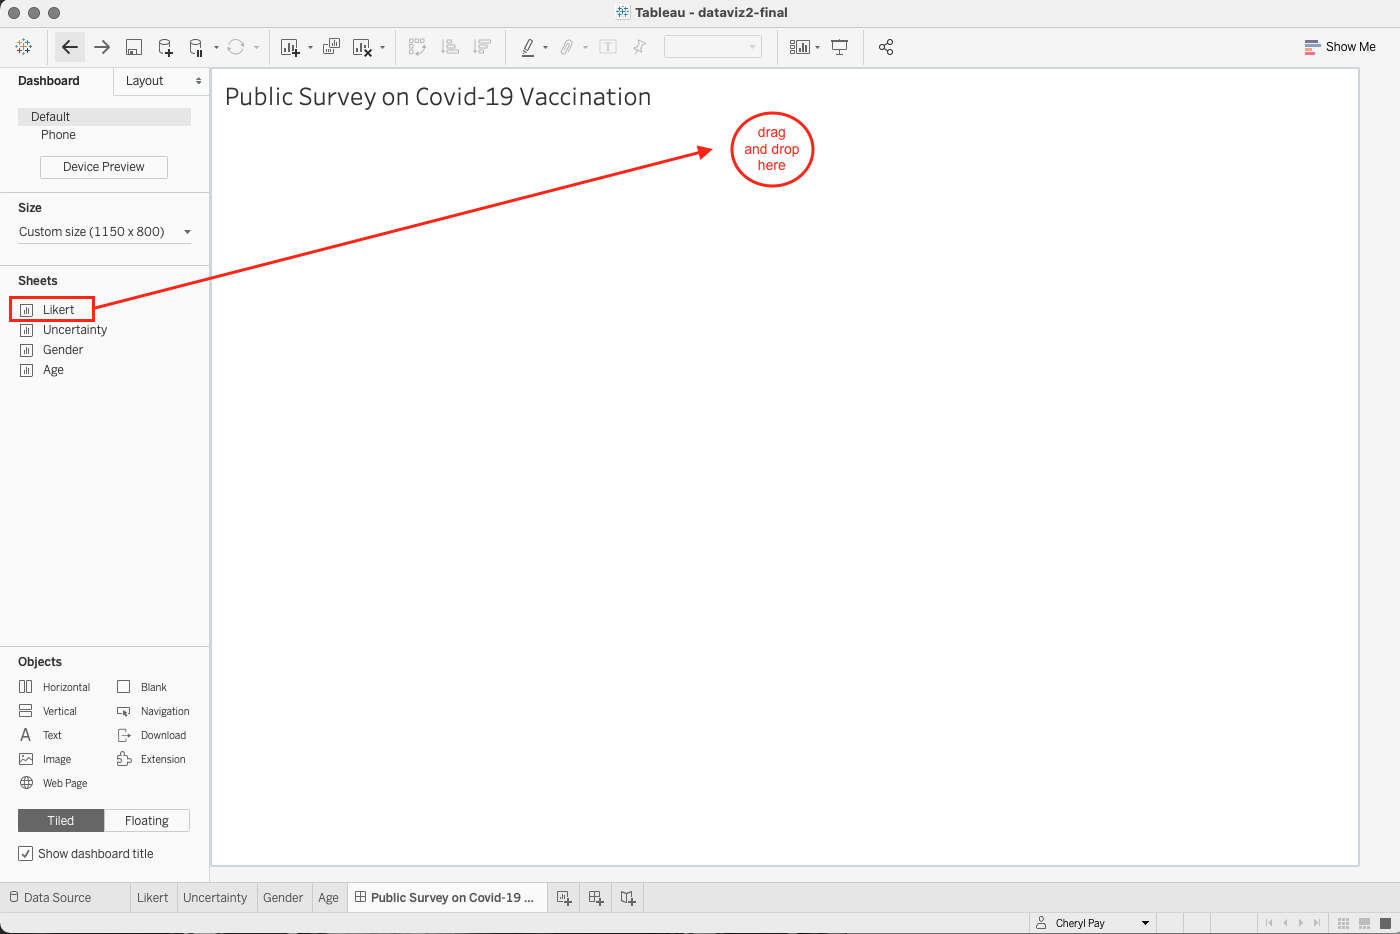 Tableau - dataviz2-final
Show Me
Dashboard
Layout
Default
Phone
Device Preview
Size
Custom size (1150 x 800)
Sheets
Likert
Uncertainty
Gender
Age
Public Survey on Covid-19 Vaccination
drag
and drop
here
Objects
Horizontal
Blank
Vertical
Navigation
A Text
Download
Image
Extension
Web Page
Tiled
Floating
Show dashboard title
Data Source
Likert
Uncertainty
Gender
Age
Public Survey on Covid-19 ...
Cheryl Pay